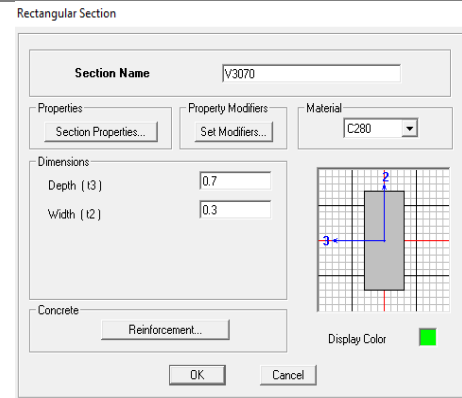 Rectangular Section
Section Name V3070
Properties Property Modifiers Material
Section Properties... Set Modifiers... C280
Dimensions
Depth ( t3 ) 0.7
Width ( t2 ) 0.3
2
3
Concrete
Reinforcement...
Display Color
OK Cancel